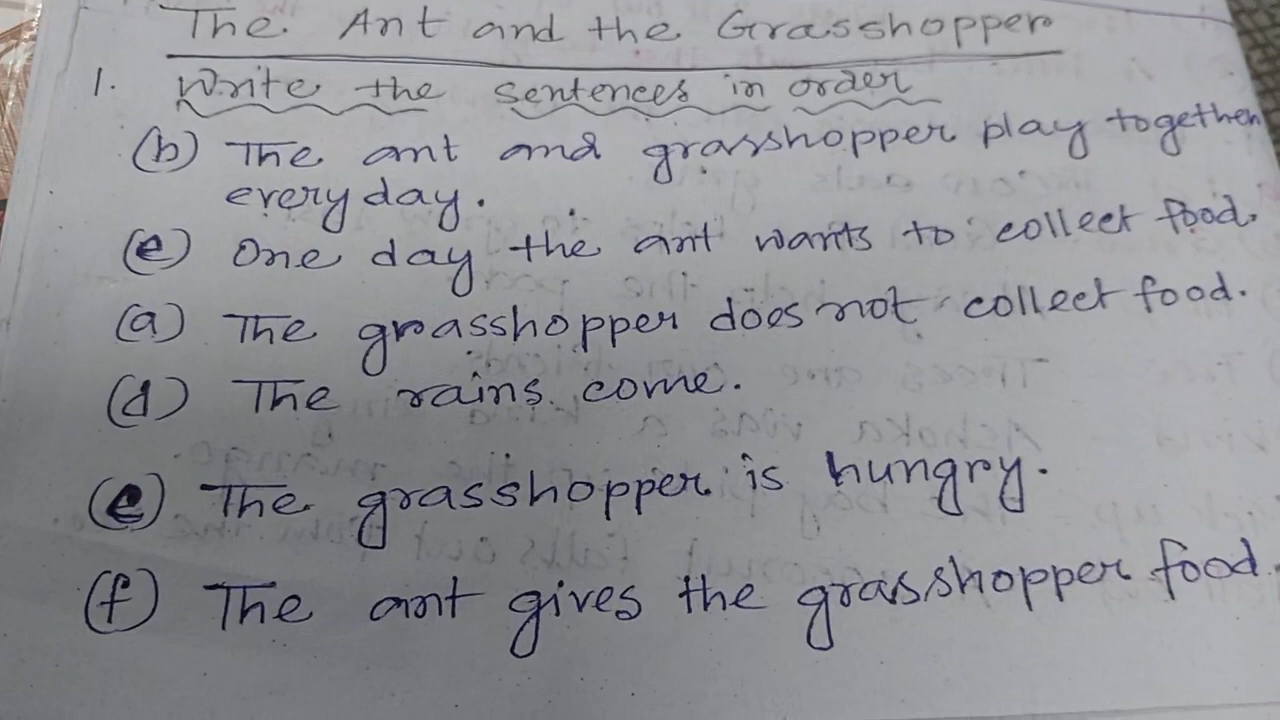 The Ant and the Grasshopper
1. Write the sentences in order
(b) The ant and grasshopper play together
every day.
(e) One day the ant wants to collect food.
(a) The grasshopper does not collect food.
(d) The rains come.
(c) The grasshopper is hungry.
(f) The ant gives the grasshopper food.